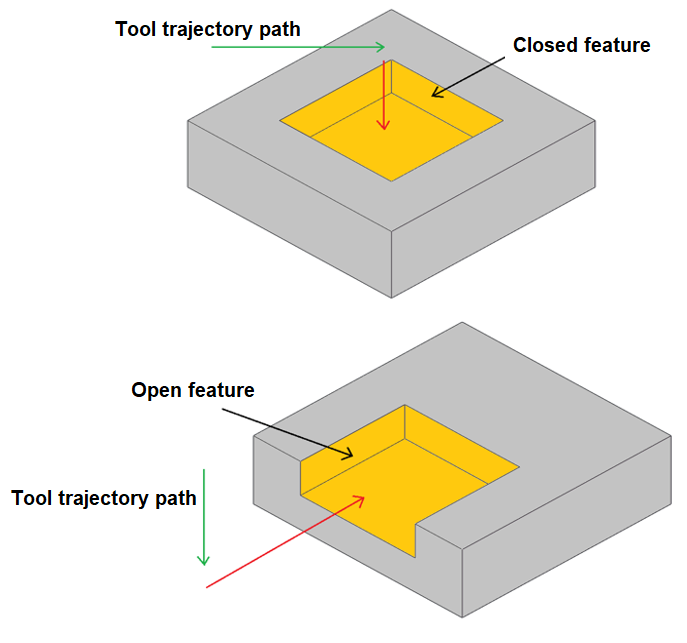 Tool trajectory path
Closed feature
Open feature
Tool trajectory path